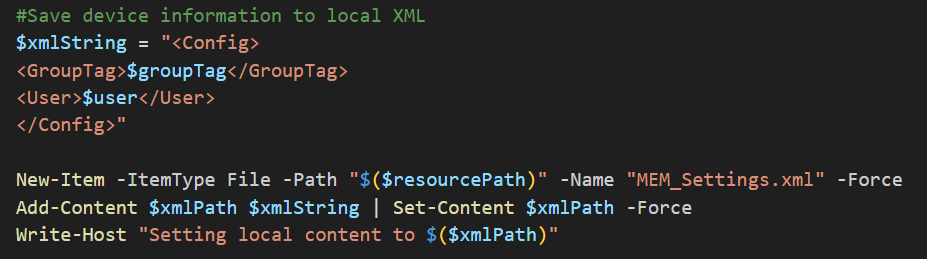 #Save device information to local XML
$xmlString = "<Config>
<GroupTag>$groupTag</GroupTag>
<User>$user</User>
</Config>"
New-Item -ItemType File -Path "$($resourcePath)" -Name "MEM_Settings.xml" -Force
Add-Content $xmlPath $xmlString | Set-Content $xmlPath -Force
Write-Host "Setting local content to $($xmlPath)"